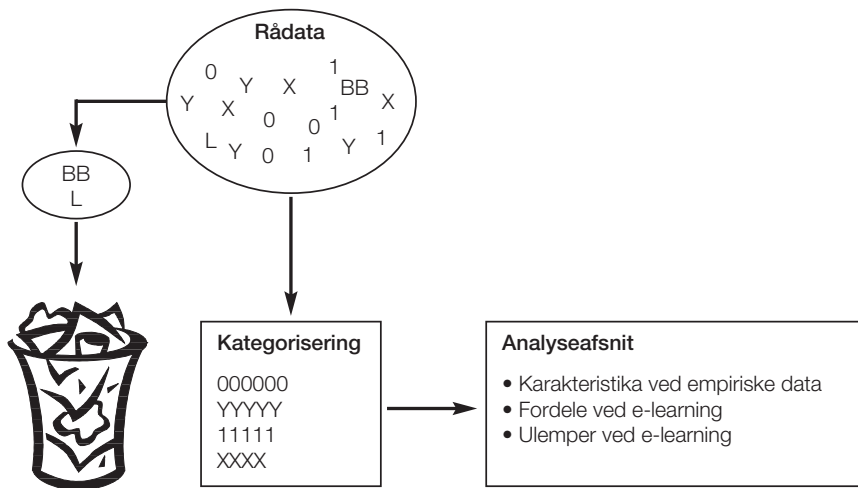 Rådata
0 Y X 1 BB
Y X 0 0 1 X
L Y 0 1 Y 1
BB
L
Kategorisering
000000
YYYYY
11111
XXXX
Analyseafsnit
• Karakteristika ved empiriske data
• Fordele ved e-learning
• Ulemper ved e-learning